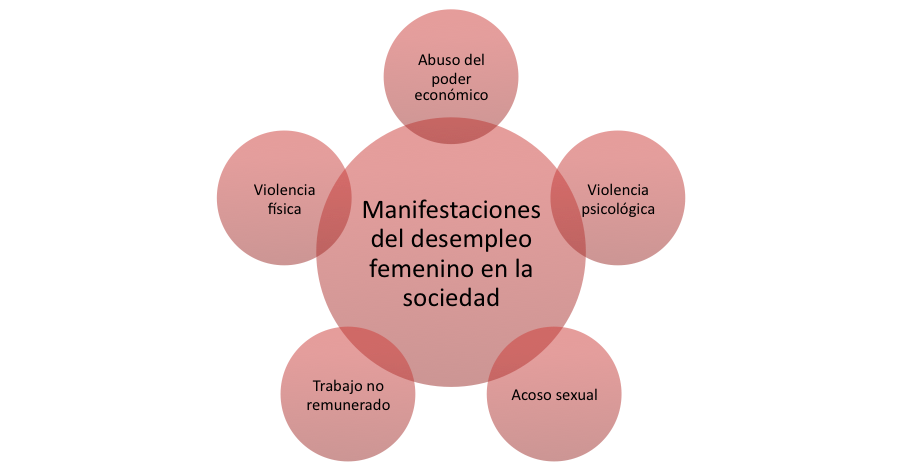 Abuso del
poder
económico
Violencia
física
Violencia
psicológica
Manifestaciones
del desempleo
femenino en la
sociedad
Trabajo no
remunerado
Acoso sexual